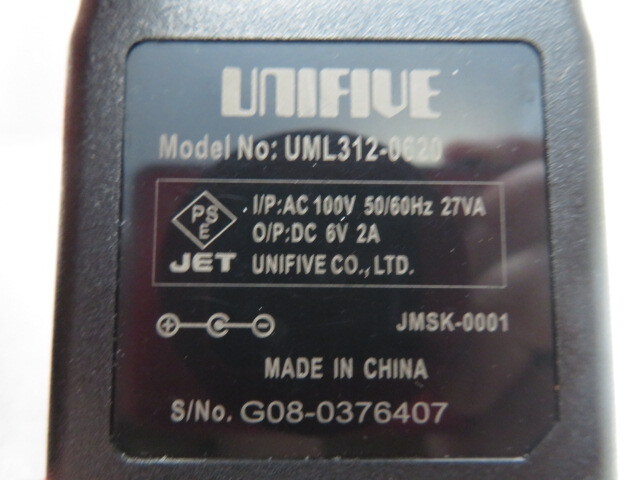 UNIFIVE
Model No: UML312-0620
PSE
I/P:AC 100V 50/60Hz 27VA
O/P:DC 6V 2A
JET UNIFIVE CO.,LTD.
JMSK-0001
MADE IN CHINA
S/No. G08-0376407